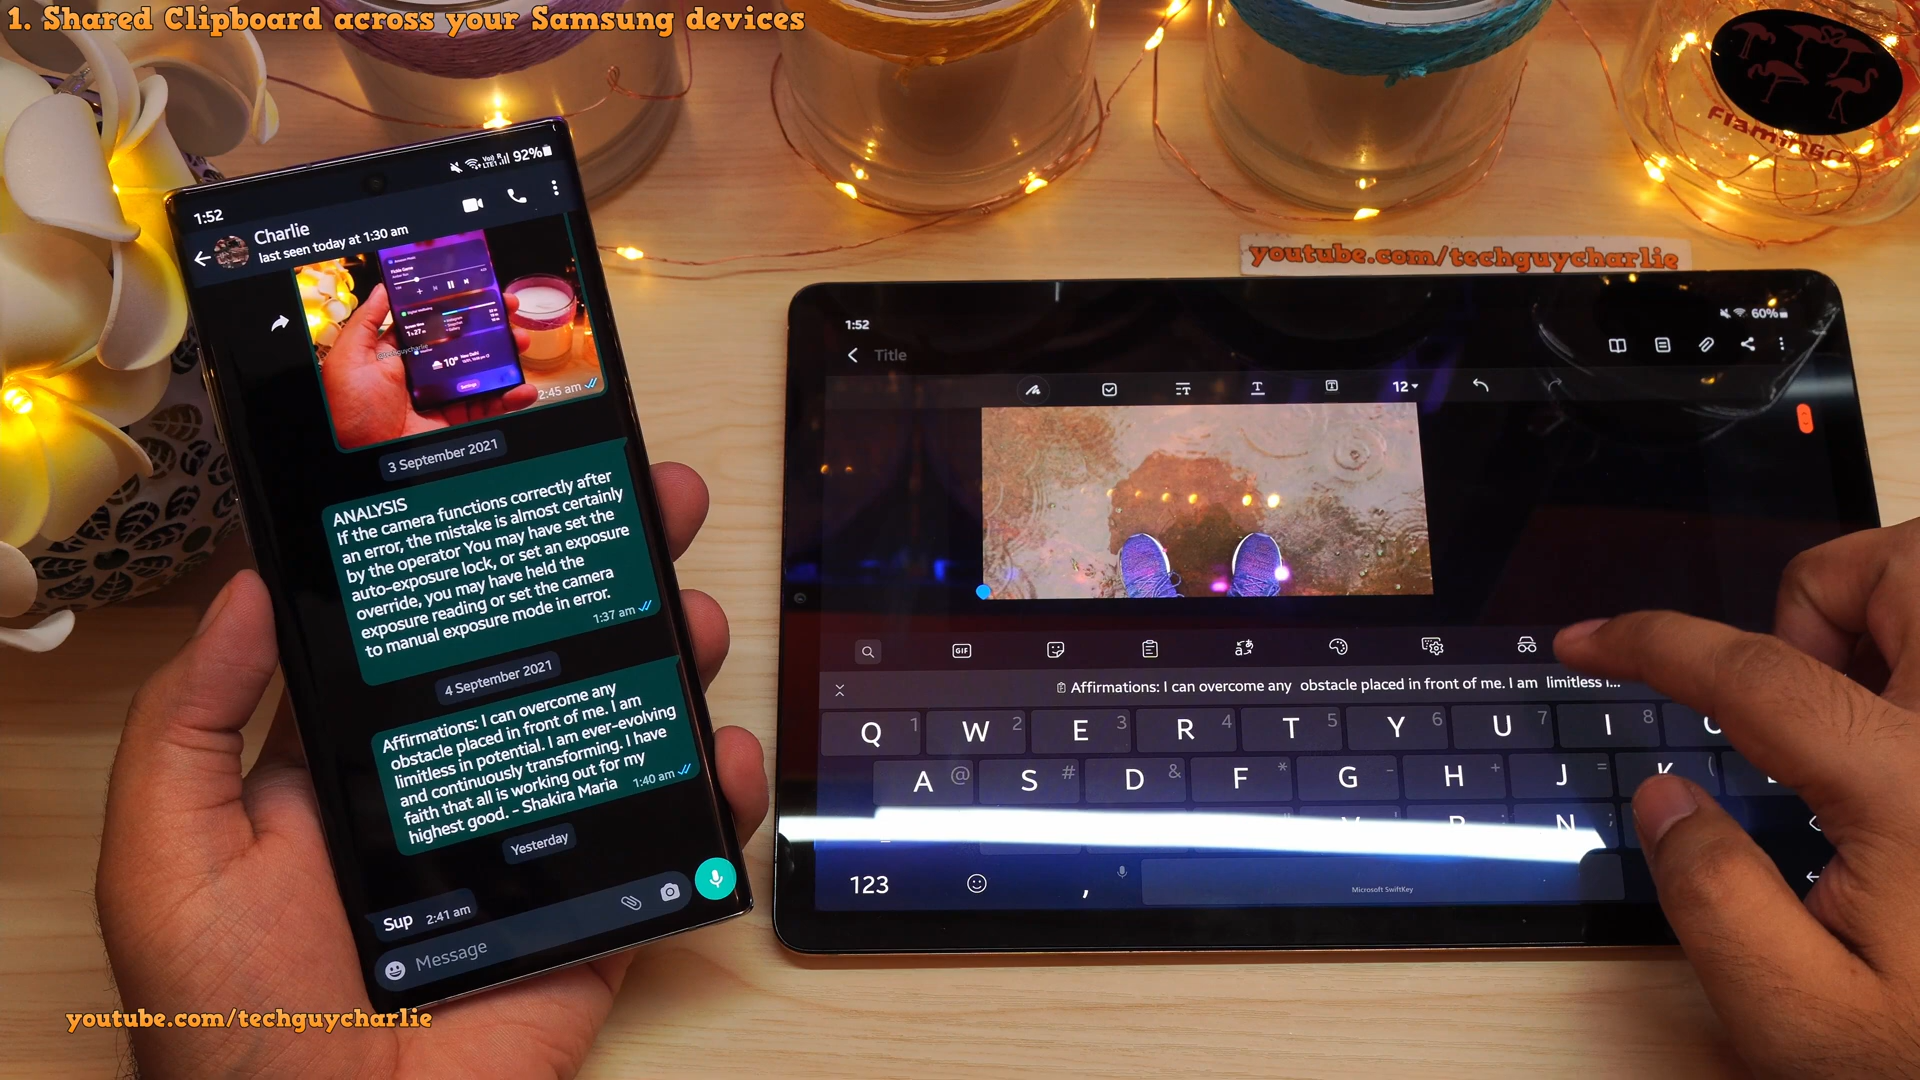 1. Shared Clipboard across your Samsung devices
FlaminGO
youtube.com/techguycharlie
92%
1:52
Charlie
last seen today at 1:30 am
10°
@techguycharlie
2:45 am
3 September 2021
ANALYSIS
If the camera functions correctly after
an error, the mistake is almost certainly
by the operator You may have set the
auto-exposure lock, or set an exposure
override, you may have held the
exposure reading or set the camera
to manual exposure mode in error.
1:37 am
4 September 2021
Affirmations: I can overcome any
obstacle placed in front of me. I am
limitless in potential. I am ever-evolving
and continuously transforming. I have
faith that all is working out for my
highest good. - Shakira Maria
1:40 am
Yesterday
Sup 2:41 am
Message
1:52
60%
Title
12
GIF
Affirmations: I can overcome any obstacle placed in front of me. I am limitless i...
Q 1 W 2 E 3 R 4 T 5 Y 6 U 7 I 8
A @ S # D & F * G - H + J = K (
N ;
123 ,
Microsoft SwiftKey
youtube.com/techguycharlie